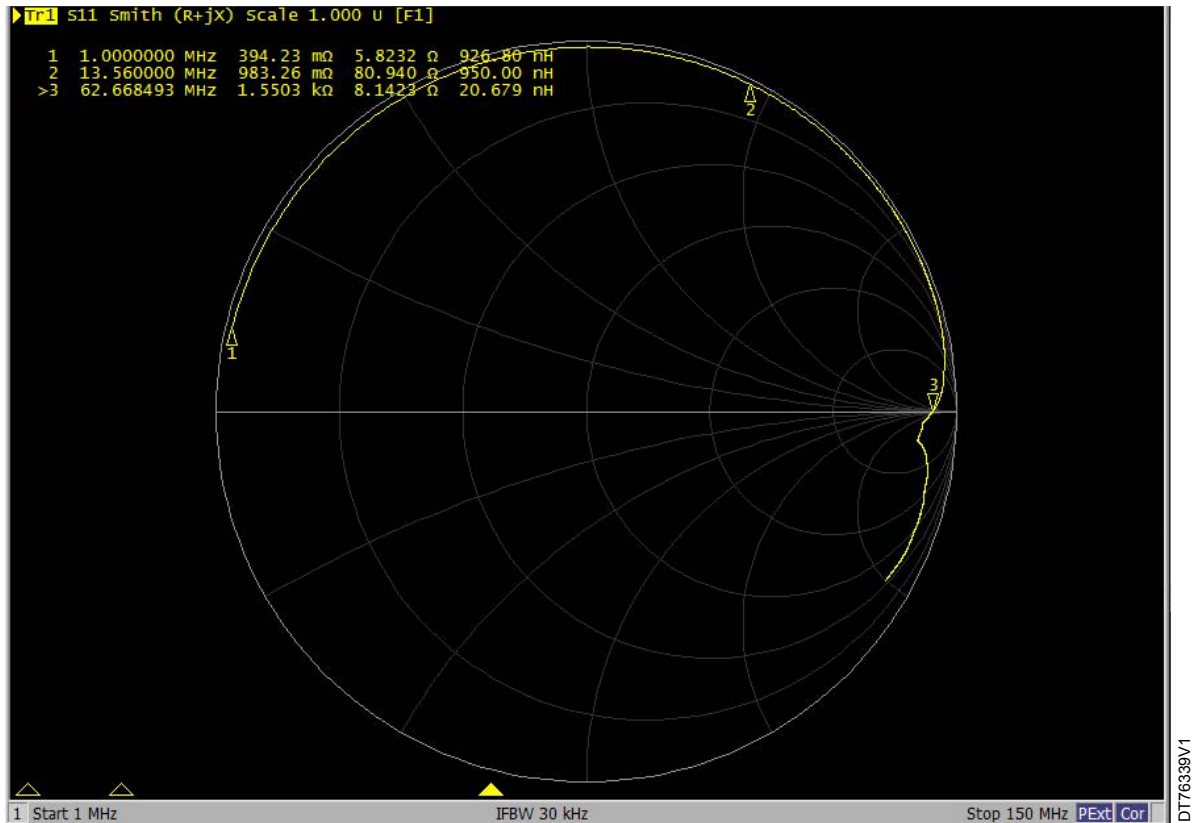 Tr1 S11 Smith (R+jX) Scale 1.000 U [F1]
1 1.0000000 MHz 394.23 mΩ 5.8232 Ω 926.80 nH
2 13.560000 MHz 983.26 mΩ 80.940 Ω 950.00 nH
>3 62.668493 MHz 1.5503 kΩ 8.1423 Ω 20.679 nH
2
1
3
1 Start 1 MHz IFBW 30 kHz Stop 150 MHz PExt Cor
DT76339V1